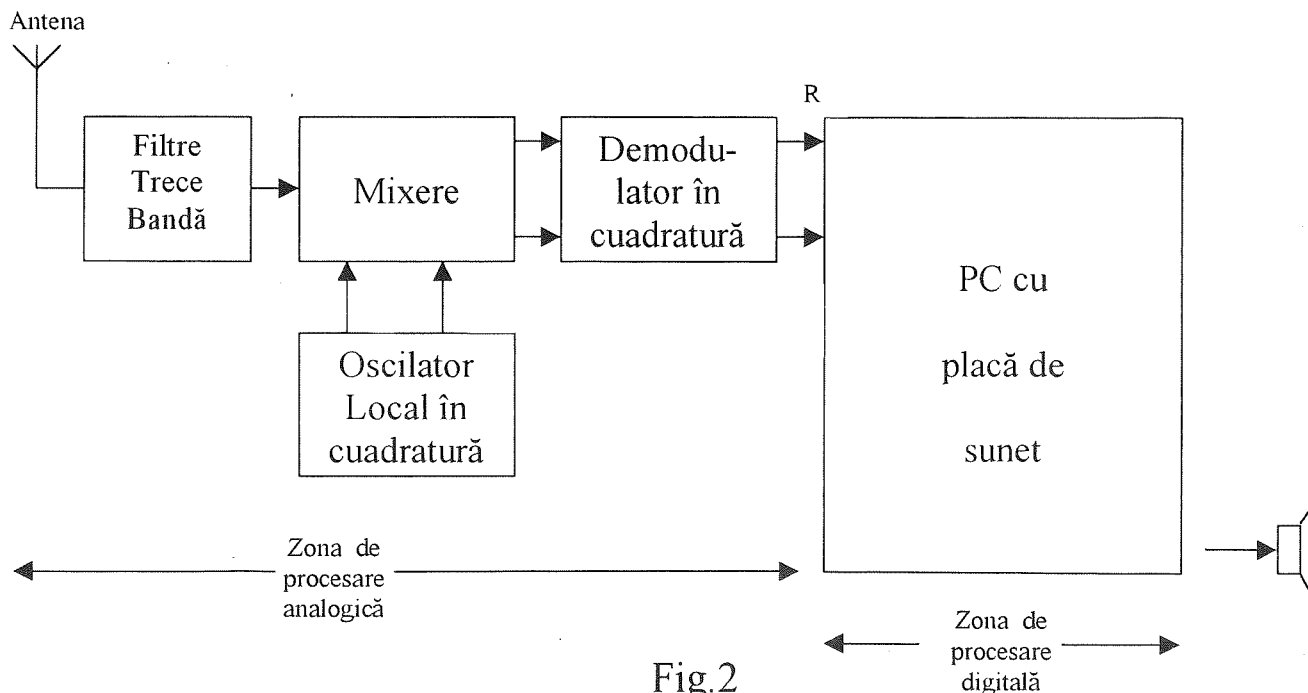 Antena
R
Filtre
Trece
Bandă
Mixere
Demodu-
lator în
cuadratură
PC cu
placă de
sunet
Oscilator
Local în
cuadratură
Zona de
procesare
analogică
Zona de
procesare
digitală
Fig.2